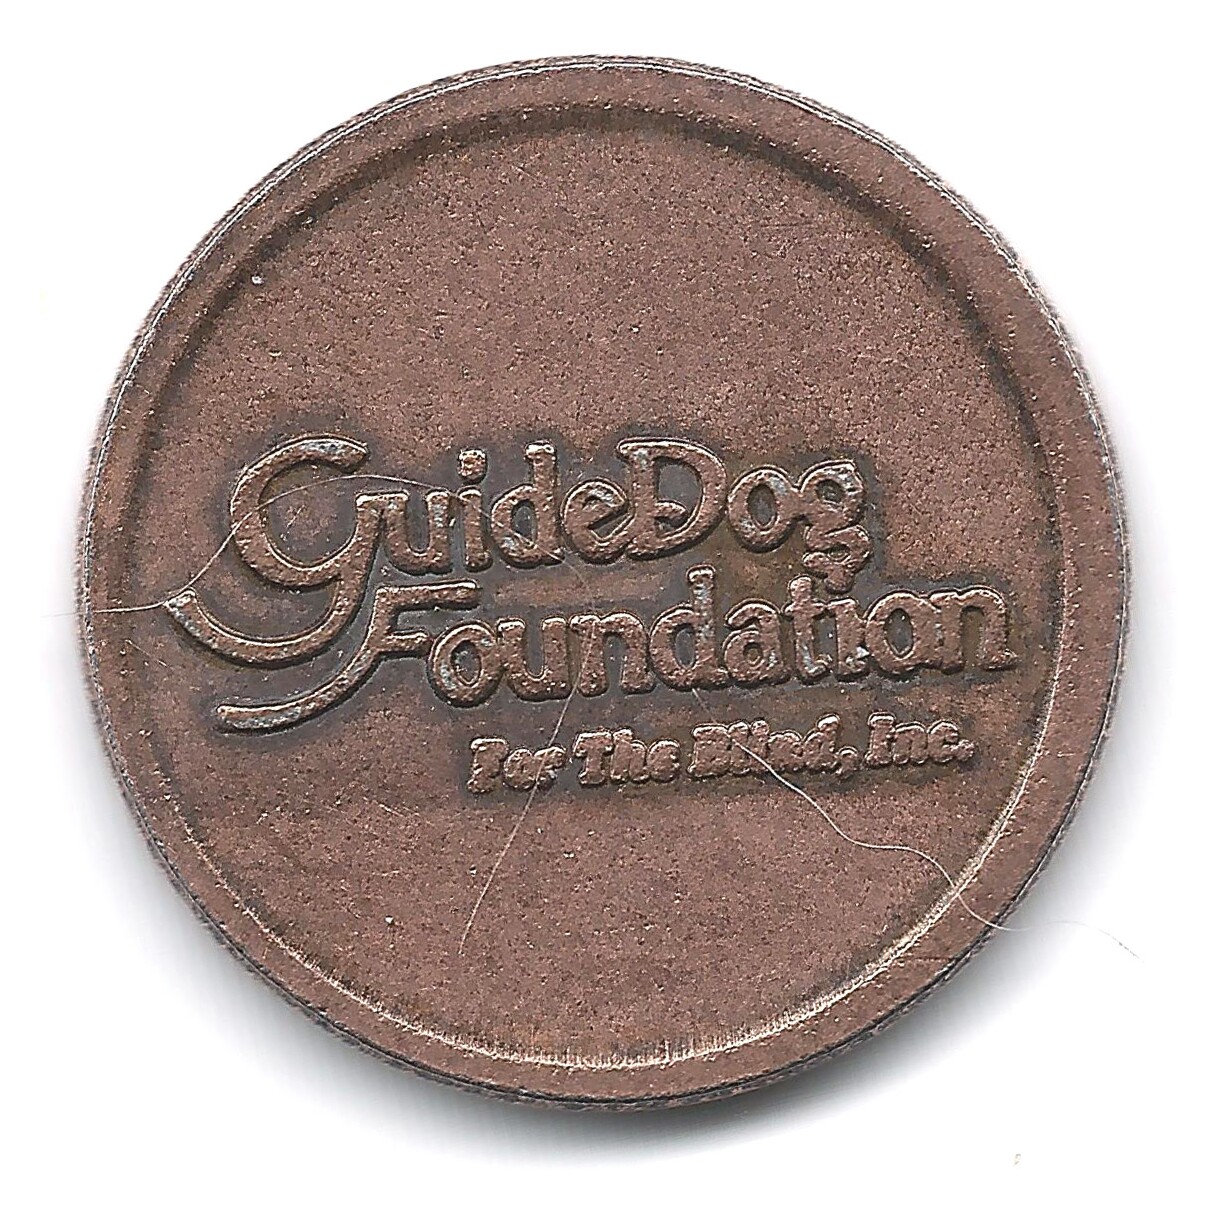 GuideDog
Foundation
For The Blind, Inc.